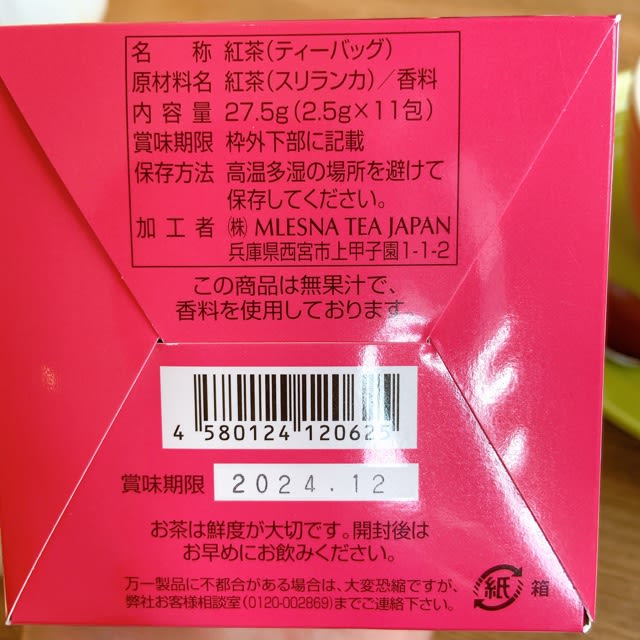 名 称 紅茶(ティーバッグ)
原材料名 紅茶(スリランカ)/香料
内容量 27.5g(2.5g×11包)
賞味期限 枠外下部に記載
保存方法 高温多湿の場所を避けて
保存してください。
加工者 ㈱ MLESNA TEA JAPAN
兵庫県西宮市上甲子園1-1-2
この商品は無果汁で、
香料を使用しております。
4 580124 120625
賞味期限 2024.12
お茶は鮮度が大切です。開封後は
お早めにお飲みください。
万一製品に不都合がある場合は、大変恐縮ですが、
弊社お客様相談室(0120-002869)までご連絡下さい。
紙 箱